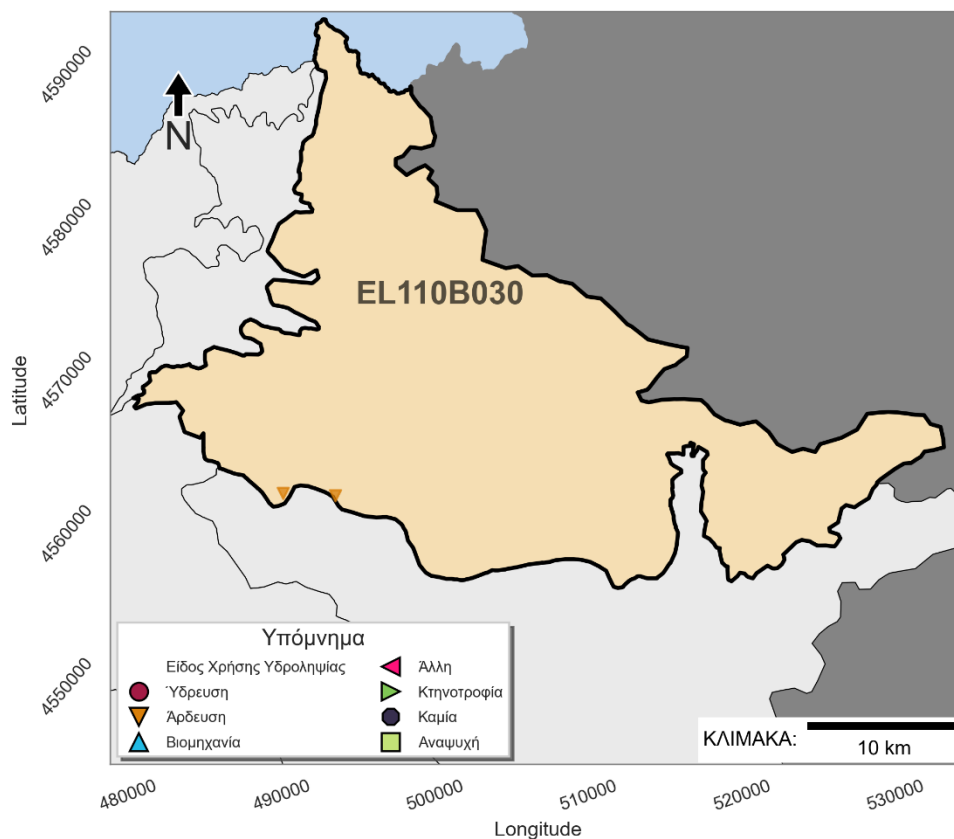 4590000
4580000
4570000
4560000
4550000
Latitude
N
EL110B030
Υπόμνημα
Είδος Χρήσης Υδροληψίας
Ύδρευση
Άρδευση
Βιομηχανία
Άλλη
Κτηνοτροφία
Καμία
Αναψυχή
ΚΛΙΜΑΚΑ:
10 km
480000
490000
500000
510000
520000
530000
Longitude